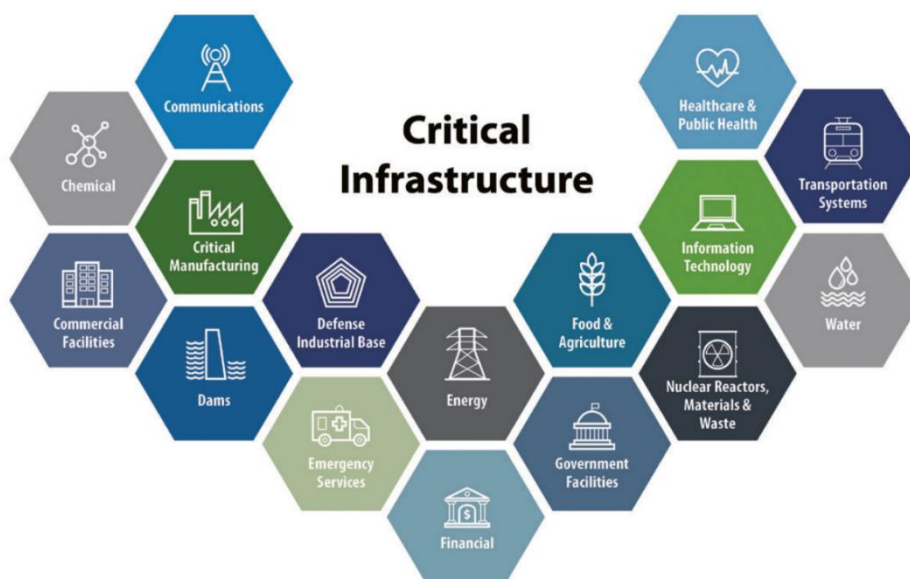 Communications
Healthcare &
Public Health
Critical
Infrastructure
Chemical
Transportation
Systems
Critical
Manufacturing
Information
Technology
Commercial
Facilities
Defense
Industrial Base
Food &
Agriculture
Water
Dams
Energy
Nuclear Reactors,
Materials &
Waste
Emergency
Services
Government
Facilities
Financial
$